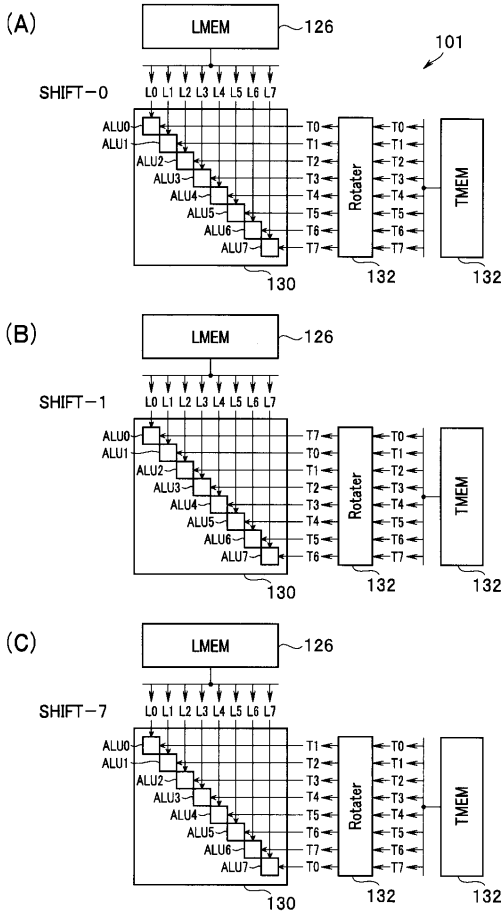 (A)
LMEM
126
101
SHIFT-0
L0 L1 L2 L3 L4 L5 L6 L7
ALU0 T0 T0
ALU1 T1 T1
ALU2 T2 T2
ALU3 T3 T3
ALU4 T4 T4
ALU5 T5 T5
ALU6 T6 T6
ALU7 T7 T7
Rotater
TMEM
130 132 132
(B)
LMEM
126
SHIFT-1
L0 L1 L2 L3 L4 L5 L6 L7
ALU0 T7 T0
ALU1 T0 T1
ALU2 T1 T2
ALU3 T2 T3
ALU4 T3 T4
ALU5 T4 T5
ALU6 T5 T6
ALU7 T6 T7
Rotater
TMEM
130 132 132
(C)
LMEM
126
SHIFT-7
L0 L1 L2 L3 L4 L5 L6 L7
ALU0 T1 T0
ALU1 T2 T1
ALU2 T3 T2
ALU3 T4 T3
ALU4 T5 T4
ALU5 T6 T5
ALU6 T7 T6
ALU7 T0 T7
Rotater
TMEM
130 132 132